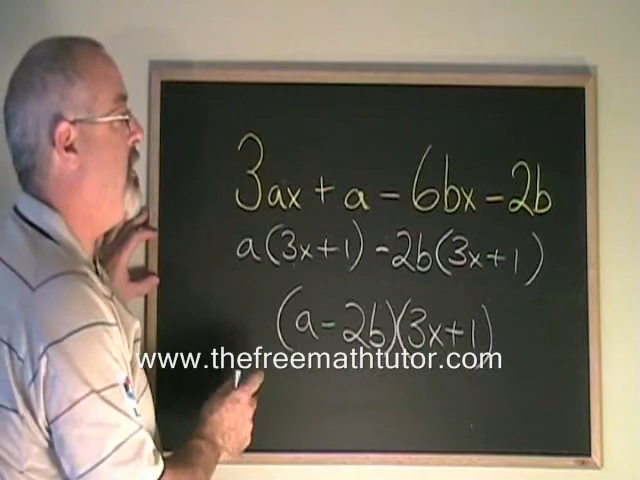 3ax + a - 6bx - 2b
a(3x+1) - 2b(3x+1)
(a - 2b)(3x+1)
www.thefreemathtutor.com